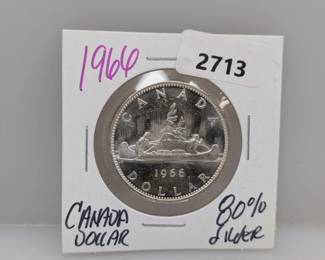 1966
2713
CANADA
1966
DOLLAR
CANADA
DOLLAR
80%
SILVER